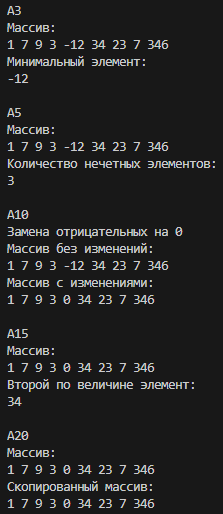 A3
Массив:
1 7 9 3 -12 34 23 7 346
Минимальный элемент:
-12
A5
Массив:
1 7 9 3 -12 34 23 7 346
Количество нечетных элементов:
3
A10
Замена отрицательных на 0
Массив без изменений:
1 7 9 3 -12 34 23 7 346
Массив с изменениями:
1 7 9 3 0 34 23 7 346
A15
Массив:
1 7 9 3 0 34 23 7 346
Второй по величине элемент:
34
A20
Массив:
1 7 9 3 0 34 23 7 346
Скопированный массив:
1 7 9 3 0 34 23 7 346